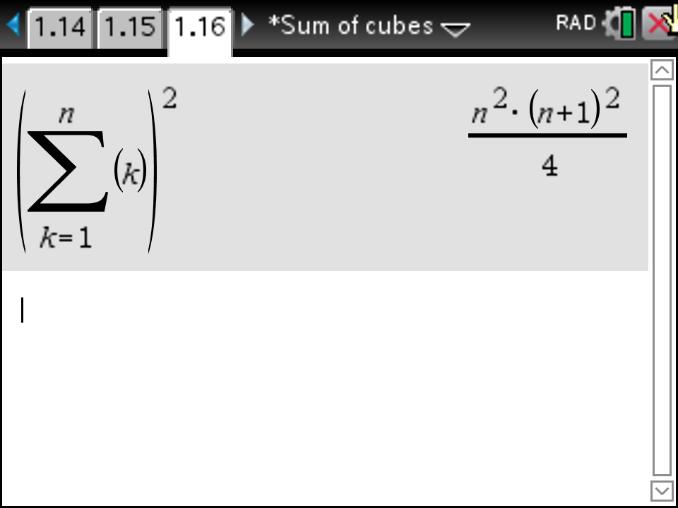 1.14 1.15 1.16 *Sum of cubes RAD
(∑_{k=1}^{n} (k))^2
n^2·(n+1)^2/4